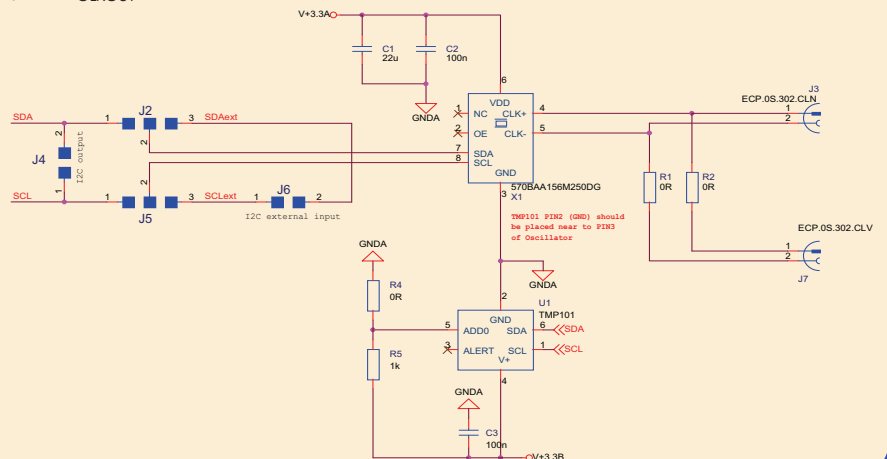 V+3.3A
C1
22u
C2
100n
GNDA
6
VDD
1
NC
CLK+
4
2
OE
CLK-
5
7
SDA
8
SCL
GND
3
570BAA156M250DG
X1
J3
ECP.0S.302.CLN
1
2
SDA
1
J2
3
SDAext
2
J4
2
1
I2C output
SCL
1
2
J5
3
SCLext
1
J6
2
I2C external input
R1
0R
R2
0R
ECP.0S.302.CLV
1
2
J7
TMP101 PIN2 (GND) should
be placed near to PIN3
of Oscillator
GNDA
GNDA
R4
0R
R5
1k
2
U1
TMP101
GND
5
ADD0
SDA
6
SDA
3
ALERT
SCL
1
SCL
V+
4
GNDA
C3
100n
V+3.3B